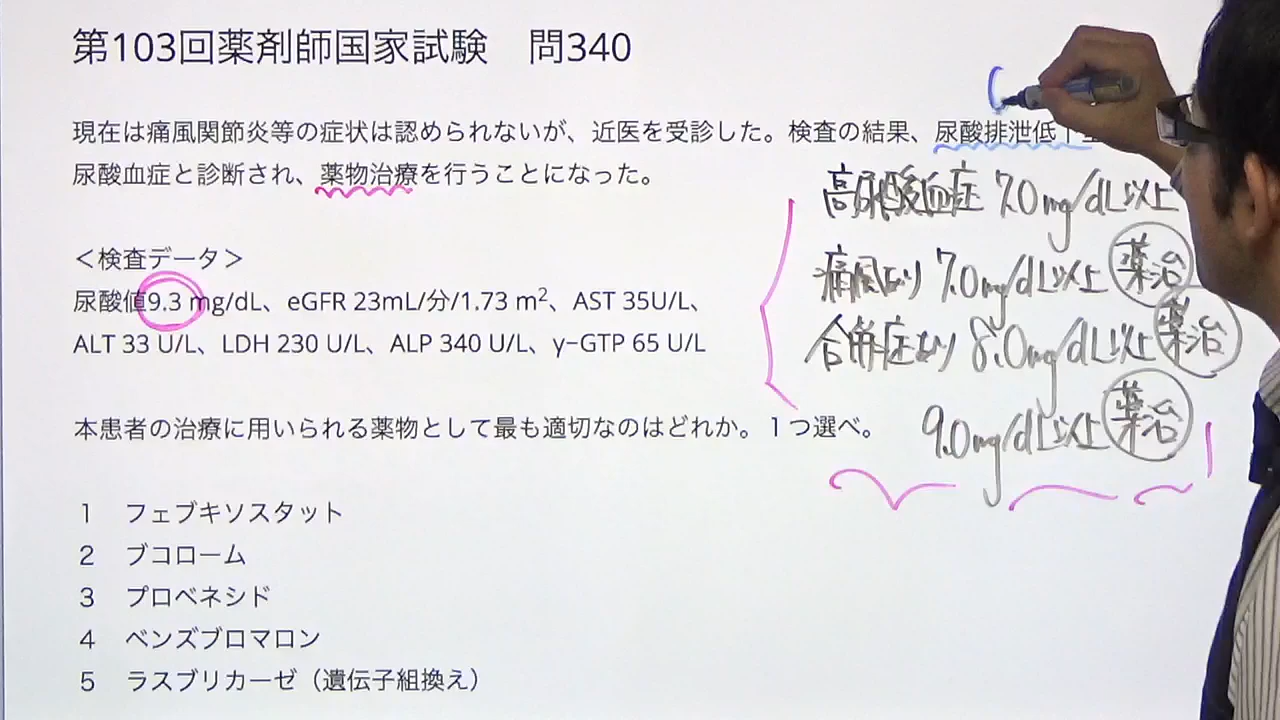 第103回薬剤師国家試験 問340
現在は痛風関節炎等の症状は認められないが、近医を受診した。検査の結果、尿酸排泄低下
尿酸血症と診断され、薬物治療を行うことになった。
高尿酸血症 7.0mg/dL以上
痛風あり 7.0mg/dL以上 薬治
合併症あり 8.0mg/dL以上 薬治
9.0mg/dL以上 薬治
<検査データ>
尿酸値9.3 mg/dL、eGFR 23mL/分/1.73 m²、AST 35U/L、
ALT 33 U/L、LDH 230 U/L、ALP 340 U/L、γ-GTP 65 U/L
本患者の治療に用いられる薬物として最も適切なのはどれか。1つ選べ。
1 フェブキソスタット
2 ブコローム
3 プロベネシド
4 ベンズブロマロン
5 ラスブリカーゼ(遺伝子組換え)